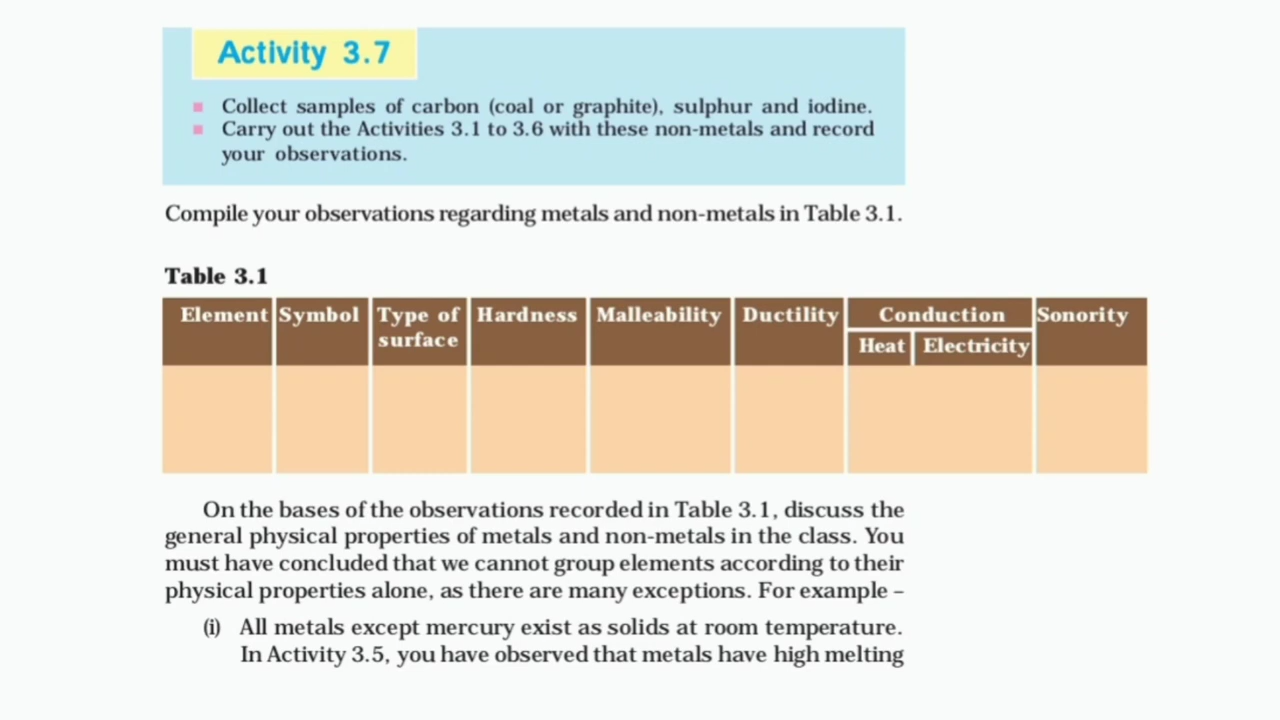 Activity 3.7
Collect samples of carbon (coal or graphite), sulphur and iodine.
Carry out the Activities 3.1 to 3.6 with these non-metals and record
your observations.
Compile your observations regarding metals and non-metals in Table 3.1.
Table 3.1
Element Symbol Type of surface Hardness Malleability Ductility Conduction Sonority
Heat Electricity
On the bases of the observations recorded in Table 3.1, discuss the
general physical properties of metals and non-metals in the class. You
must have concluded that we cannot group elements according to their
physical properties alone, as there are many exceptions. For example –
(i) All metals except mercury exist as solids at room temperature.
In Activity 3.5, you have observed that metals have high melting